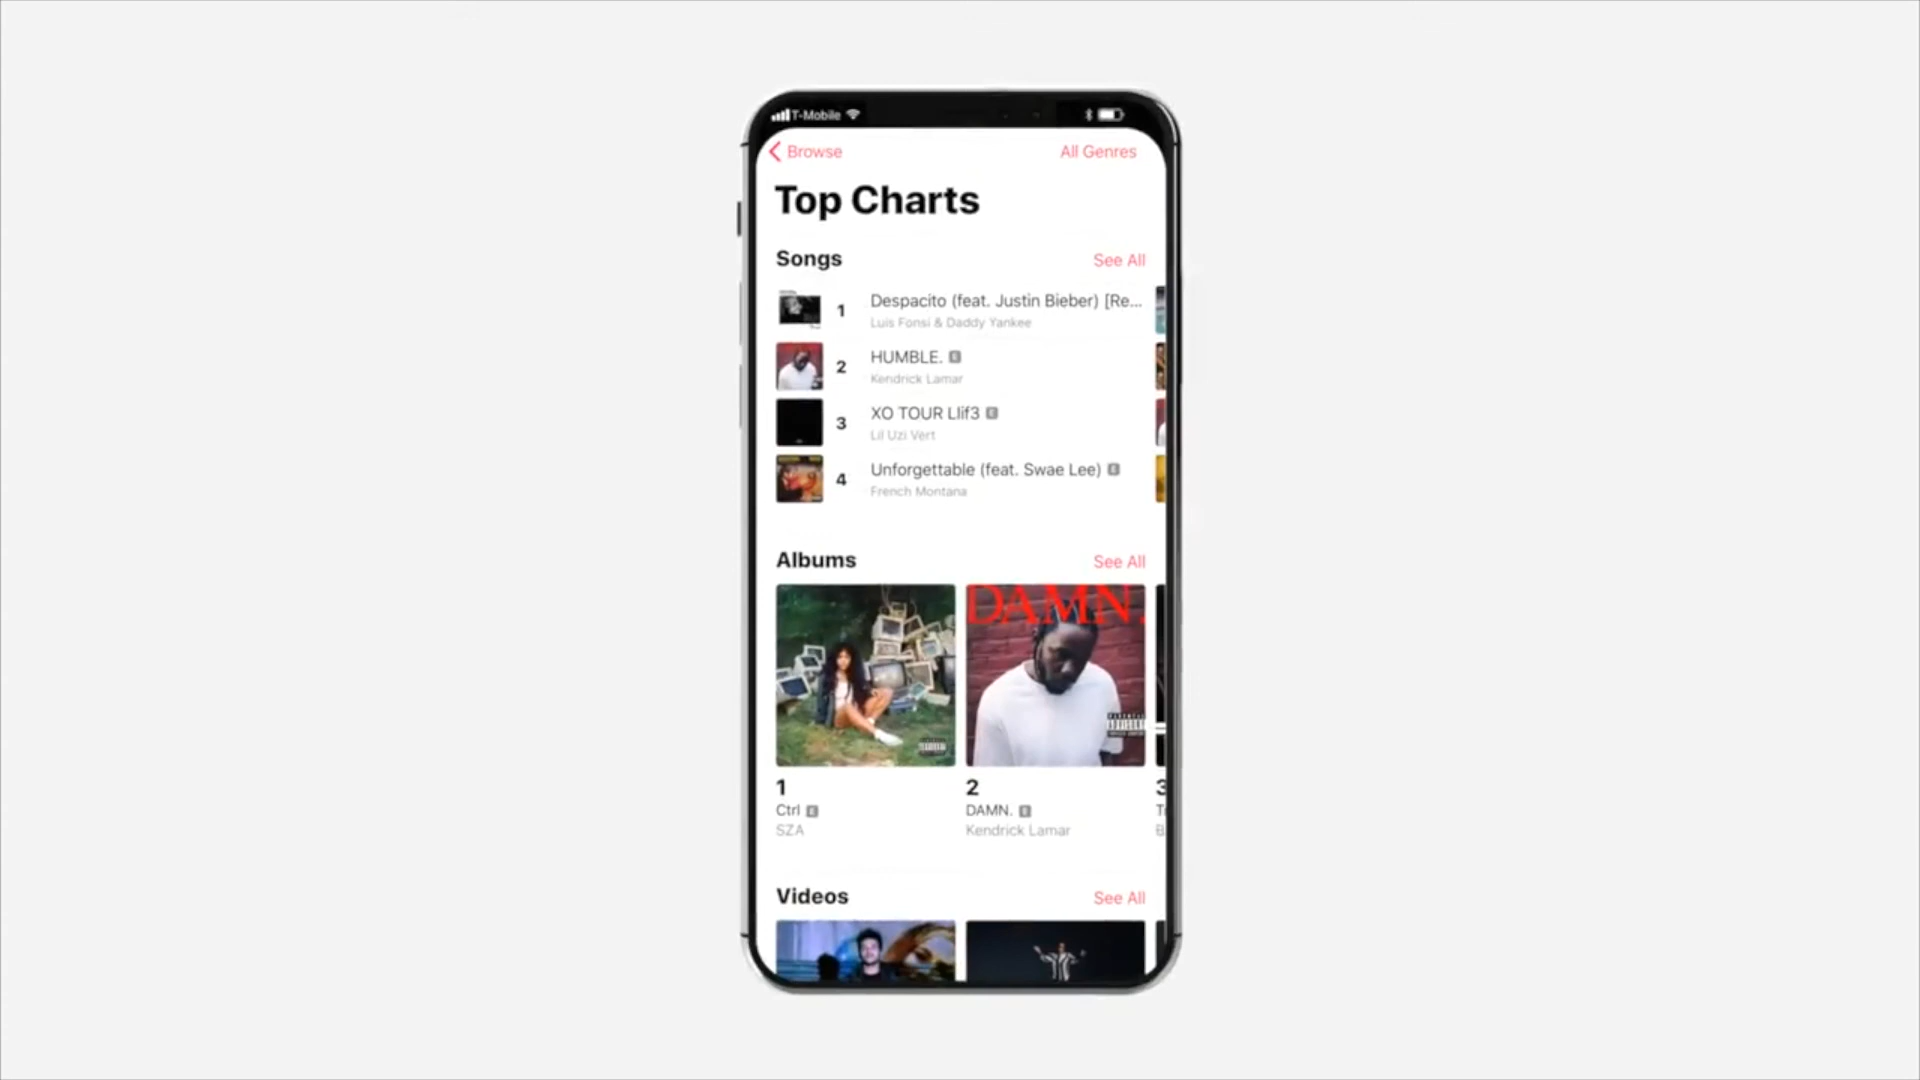 T-Mobile
Browse
All Genres
Top Charts
Songs
See All
1
Despacito (feat. Justin Bieber) [Re...
Luis Fonsi & Daddy Yankee
2
HUMBLE. E
Kendrick Lamar
3
XO TOUR Llif3 E
Lil Uzi Vert
4
Unforgettable (feat. Swae Lee) E
French Montana
Albums
See All
DAMN.
1
2
3
Ctrl E
DAMN. E
SZA
Kendrick Lamar
Videos
See All